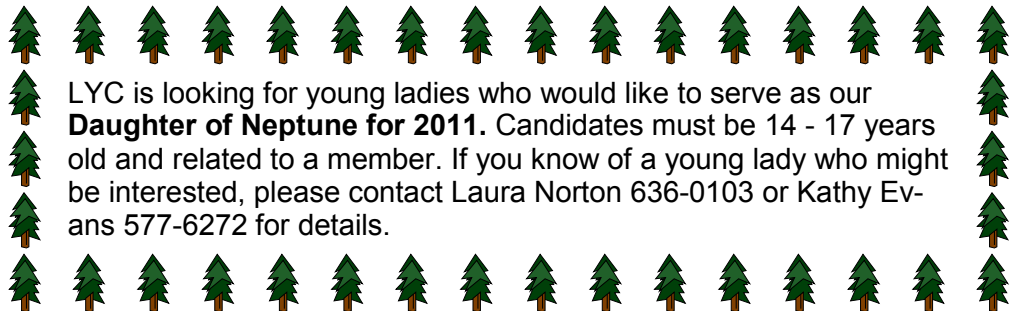 LYC is looking for young ladies who would like to serve as our
Daughter of Neptune for 2011. Candidates must be 14 - 17 years
old and related to a member. If you know of a young lady who might
be interested, please contact Laura Norton 636-0103 or Kathy Ev-
ans 577-6272 for details.